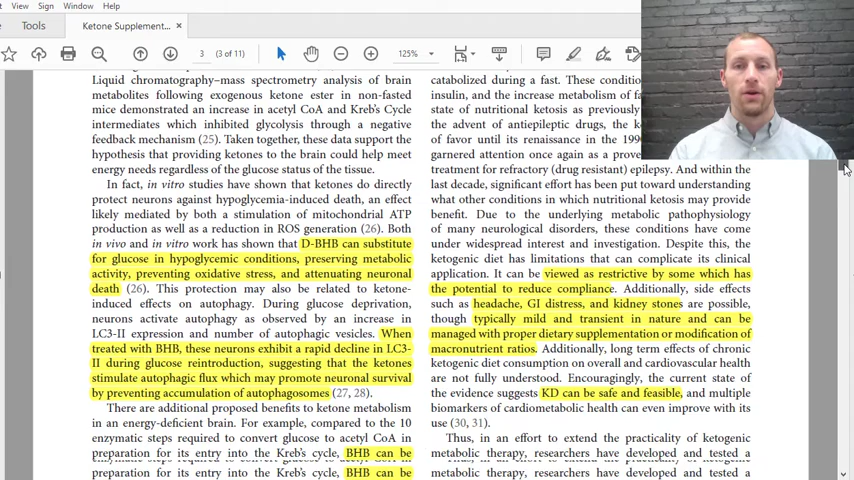 Show
View
Window
Help
Tools
Ketone Supplement...
×
3
(3 of 11)
125%
Liquid chromatography–mass spectrometry analysis of brain
metabolites following exogenous ketone ester in non-fasted
mice demonstrated an increase in acetyl CoA and Kreb's Cycle
intermediates which inhibited glycolysis through a negative
feedback mechanism (25). Taken together, these data support the
hypothesis that providing ketones to the brain could help meet
energy needs regardless of the glucose status of the tissue.
In fact, in vitro studies have shown that ketones do directly
protect neurons against hypoglycemia-induced death, an effect
likely mediated by both a stimulation of mitochondrial ATP
production as well as a reduction in ROS generation (26). Both
in vivo and in vitro work has shown that D-BHB can substitute
for glucose in hypoglycemic conditions, preserving metabolic
activity, preventing oxidative stress, and attenuating neuronal
death (26). This protection may also be related to ketone-
induced effects on autophagy. During glucose deprivation,
neurons activate autophagy as observed by an increase in
LC3-II expression and number of autophagic vesicles. When
treated with BHB, these neurons exhibit a rapid decline in LC3-
II during glucose reintroduction, suggesting that the ketones
stimulate autophagic flux which may promote neuronal survival
by preventing accumulation of autophagosomes (27, 28).
There are additional proposed benefits to ketone metabolism
in an energy-deficient brain. For example, compared to the 10
enzymatic steps required to convert glucose to acetyl CoA in
preparation for its entry into the Kreb's cycle, BHB can be
preparation for its entry into the Kreb's cycle, BHB can be
catabolized during a fast. These condition
insulin, and the increase metabolism of fa
state of nutritional ketosis as previously
the advent of antiepileptic drugs, the k
of favor until its renaissance in the 199
garnered attention once again as a prove
treatment for refractory (drug resistant) epilepsy. And within the
last decade, significant effort has been put toward understanding
what other conditions in which nutritional ketosis may provide
benefit. Due to the underlying metabolic pathophysiology
of many neurological disorders, these conditions have come
under widespread interest and investigation. Despite this, the
ketogenic diet has limitations that can complicate its clinical
application. It can be viewed as restrictive by some which has
the potential to reduce compliance. Additionally, side effects
such as headache, GI distress, and kidney stones are possible,
though typically mild and transient in nature and can be
managed with proper dietary supplementation or modification of
macronutrient ratios. Additionally, long term effects of chronic
ketogenic diet consumption on overall and cardiovascular health
are not fully understood. Encouragingly, the current state of
the evidence suggests KD can be safe and feasible, and multiple
biomarkers of cardiometabolic health can even improve with its
use (30, 31).
Thus, in an effort to extend the practicality of ketogenic
metabolic therapy, researchers have developed and tested a
metabolic therapy, researchers have developed and tested a